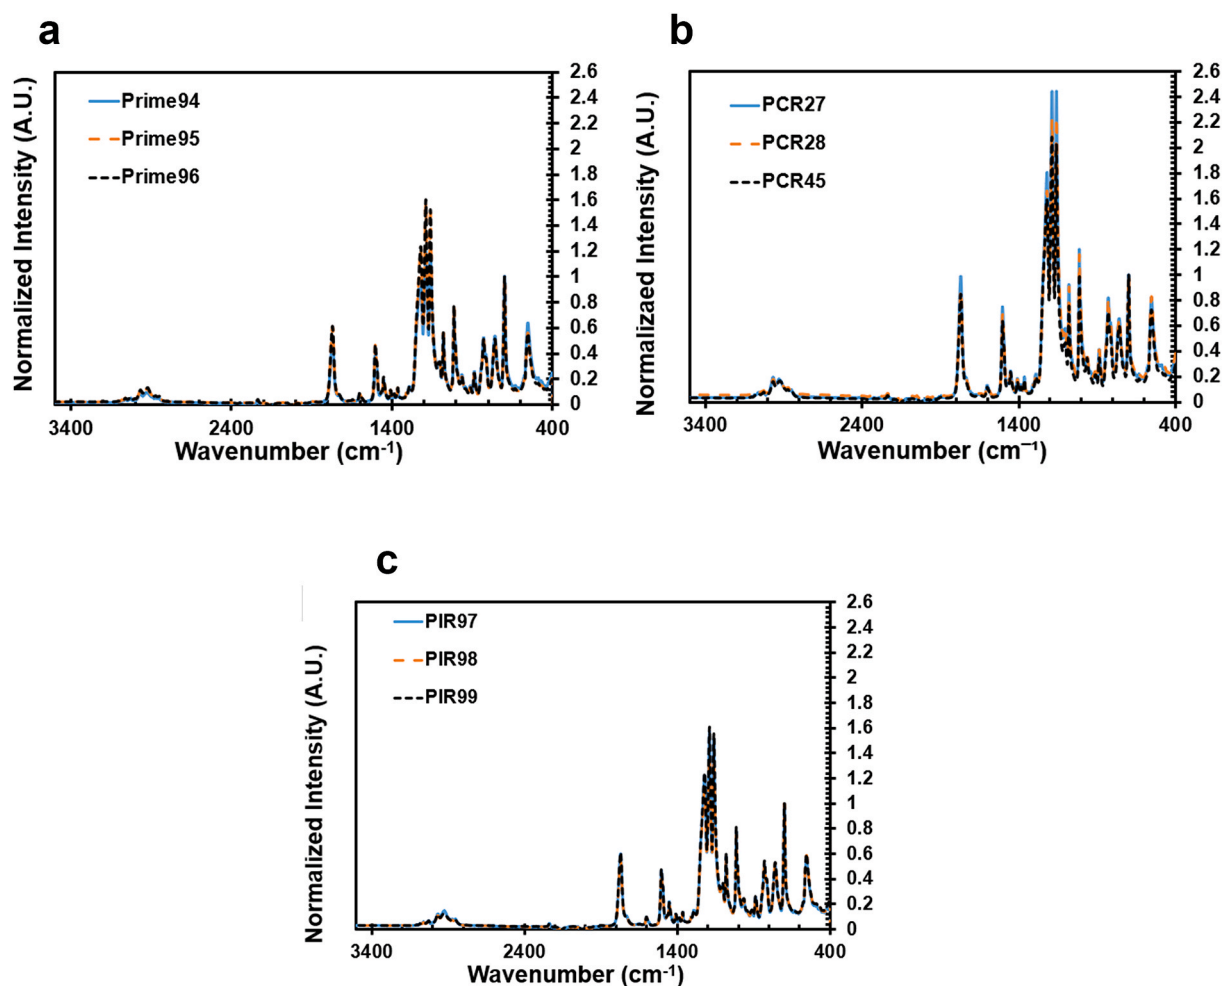 a
Normalized Intensity (A.U.)
Prime94
Prime95
Prime96
2.6
2.4
2.2
2
1.8
1.6
1.4
1.2
1
0.8
0.6
0.4
0.2
0
3400 2400 1400 400
Wavenumber (cm-1)
b
Normalizaed Intensity (A.U.)
PCR27
PCR28
PCR45
2.6
2.4
2.2
2
1.8
1.6
1.4
1.2
1
0.8
0.6
0.4
0.2
0
3400 2400 1400 400
Wavenumber (cm⁻¹)
c
Normalized Intensity (A.U.)
PIR97
PIR98
PIR99
2.6
2.4
2.2
2
1.8
1.6
1.4
1.2
1
0.8
0.6
0.4
0.2
0
3400 2400 1400 400
Wavenumber (cm-1)